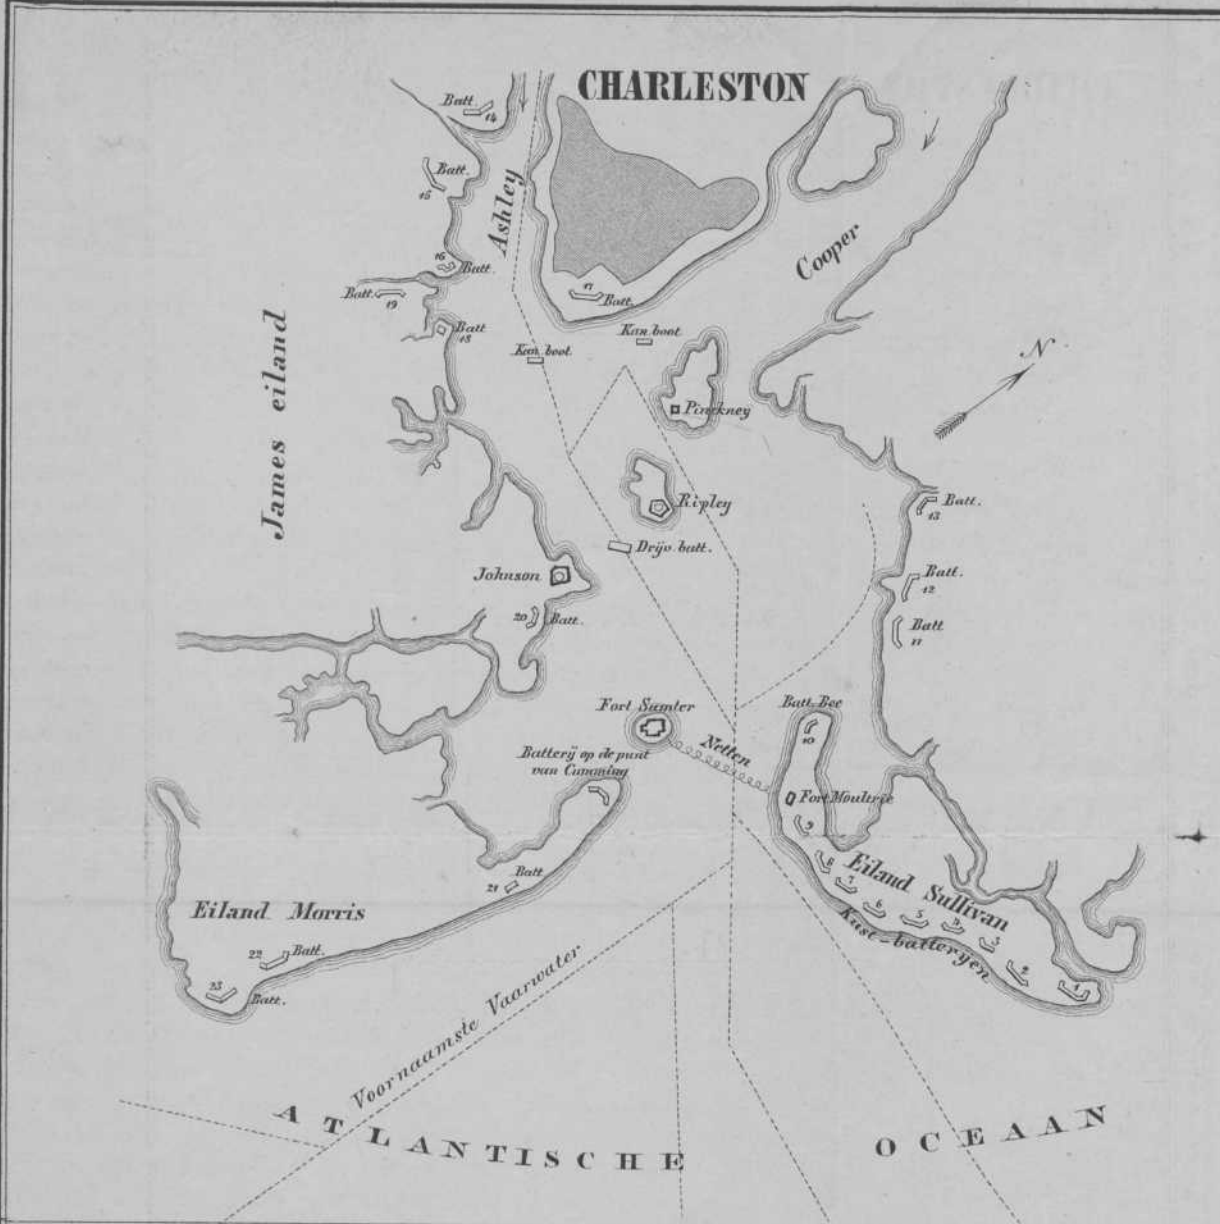 CHARLESTON
Batt.
14
Batt.
15
Ashley
Cooper
16
Batt.
Batt.
19
17
Batt.
Batt
18
Kan. boot
Kan. boot
N
James eiland
Pinckney
Ripley
Batt.
13
Drijv. batt.
Johnson
Batt.
12
20
Batt.
Batt
11
Fort Sumter
Batt. Bee
10
Netten
Batterij op de punt
van Cumming
Fort Moultrie
9
8
7
6
5
4
3
2
1
Eiland Sullivan
Kust-batteryen
Batt.
21
Eiland Morris
22
Batt.
23
Batt.
Voornaamste Vaarwater
ATLANTISCHE OCEAAN